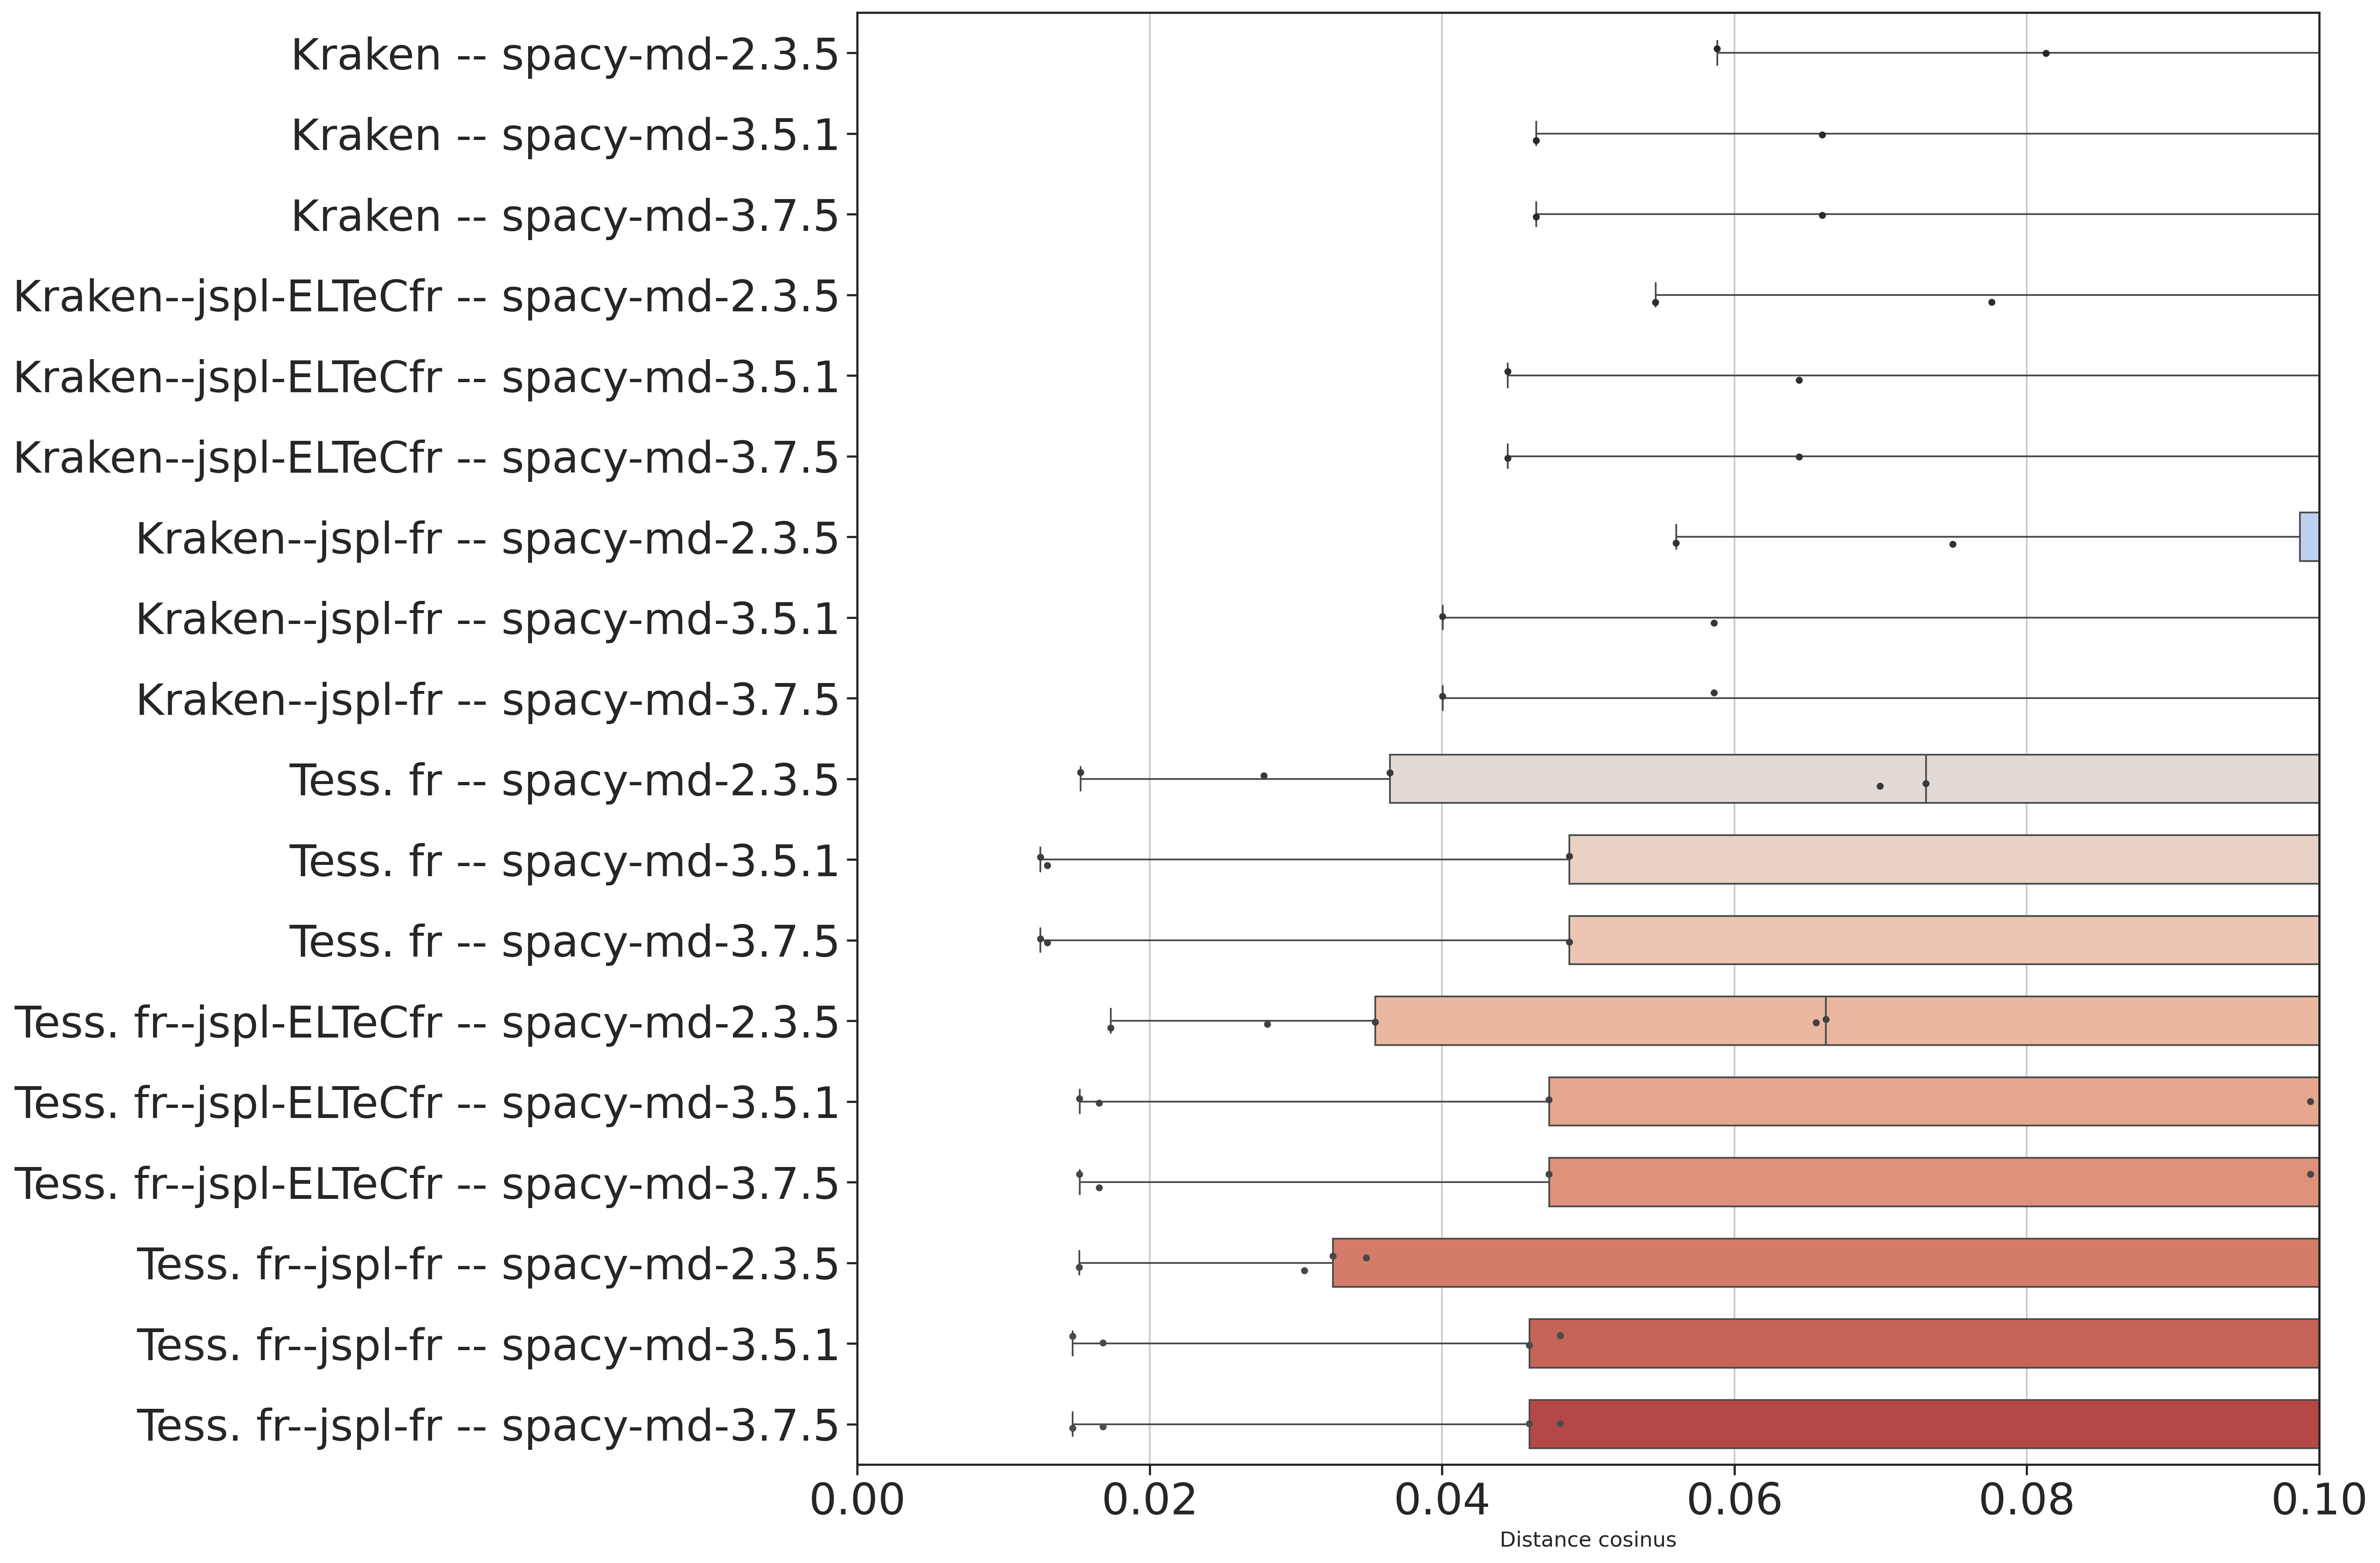 Kraken -- spacy-md-2.3.5
Kraken -- spacy-md-3.5.1
Kraken -- spacy-md-3.7.5
Kraken--jspl-ELTeCfr -- spacy-md-2.3.5
Kraken--jspl-ELTeCfr -- spacy-md-3.5.1
Kraken--jspl-ELTeCfr -- spacy-md-3.7.5
Kraken--jspl-fr -- spacy-md-2.3.5
Kraken--jspl-fr -- spacy-md-3.5.1
Kraken--jspl-fr -- spacy-md-3.7.5
Tess. fr -- spacy-md-2.3.5
Tess. fr -- spacy-md-3.5.1
Tess. fr -- spacy-md-3.7.5
Tess. fr--jspl-ELTeCfr -- spacy-md-2.3.5
Tess. fr--jspl-ELTeCfr -- spacy-md-3.5.1
Tess. fr--jspl-ELTeCfr -- spacy-md-3.7.5
Tess. fr--jspl-fr -- spacy-md-2.3.5
Tess. fr--jspl-fr -- spacy-md-3.5.1
Tess. fr--jspl-fr -- spacy-md-3.7.5
0.00 0.02 0.04 0.06 0.08 0.10
Distance cosinus